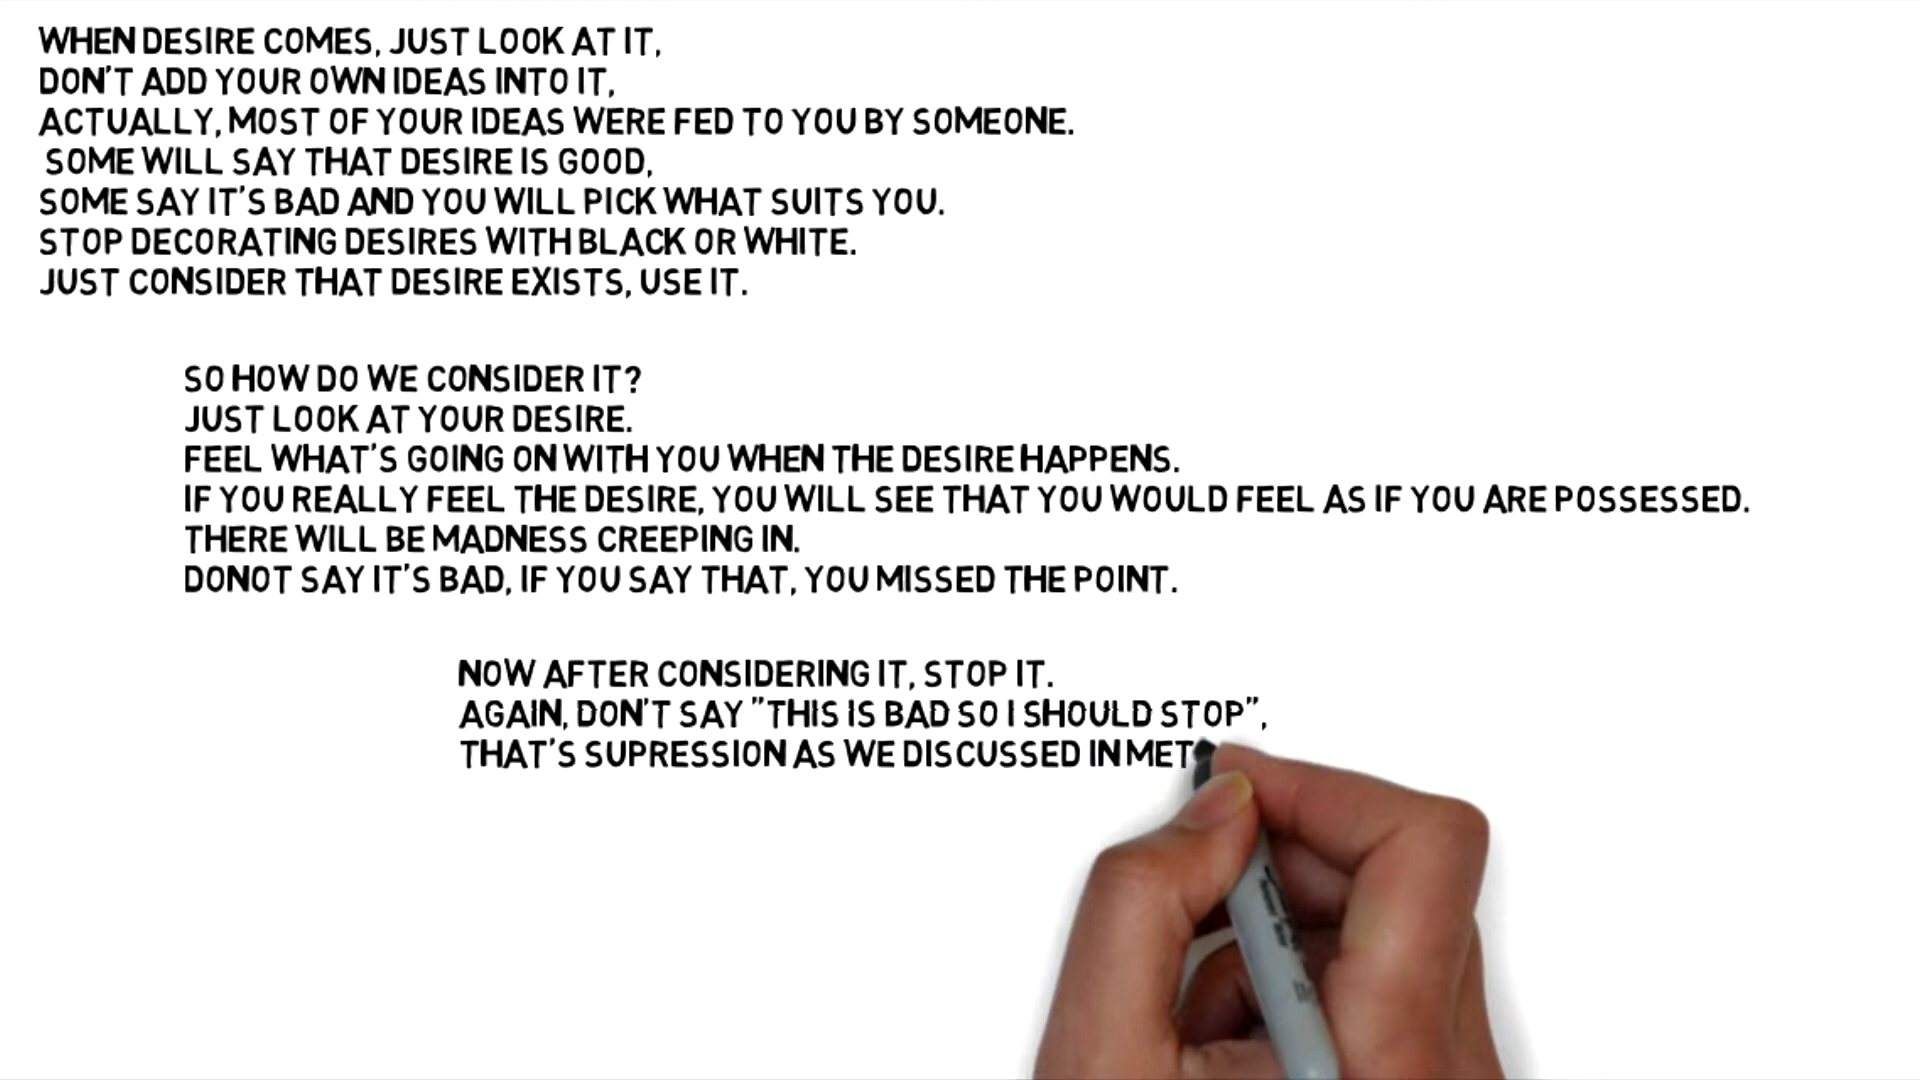 WHEN DESIRE COMES, JUST LOOK AT IT,
DON'T ADD YOUR OWN IDEAS INTO IT,
ACTUALLY, MOST OF YOUR IDEAS WERE FED TO YOU BY SOMEONE.
SOME WILL SAY THAT DESIRE IS GOOD,
SOME SAY IT'S BAD AND YOU WILL PICK WHAT SUITS YOU.
STOP DECORATING DESIRES WITH BLACK OR WHITE.
JUST CONSIDER THAT DESIRE EXISTS, USE IT.
SO HOW DO WE CONSIDER IT?
JUST LOOK AT YOUR DESIRE.
FEEL WHAT'S GOING ON WITH YOU WHEN THE DESIRE HAPPENS.
IF YOU REALLY FEEL THE DESIRE, YOU WILL SEE THAT YOU WOULD FEEL AS IF YOU ARE POSSESSED.
THERE WILL BE MADNESS CREEPING IN.
DONOT SAY IT'S BAD, IF YOU SAY THAT, YOU MISSED THE POINT.
NOW AFTER CONSIDERING IT, STOP IT.
AGAIN, DON'T SAY "THIS IS BAD SO I SHOULD STOP",
THAT'S SUPRESSION AS WE DISCUSSED IN MET